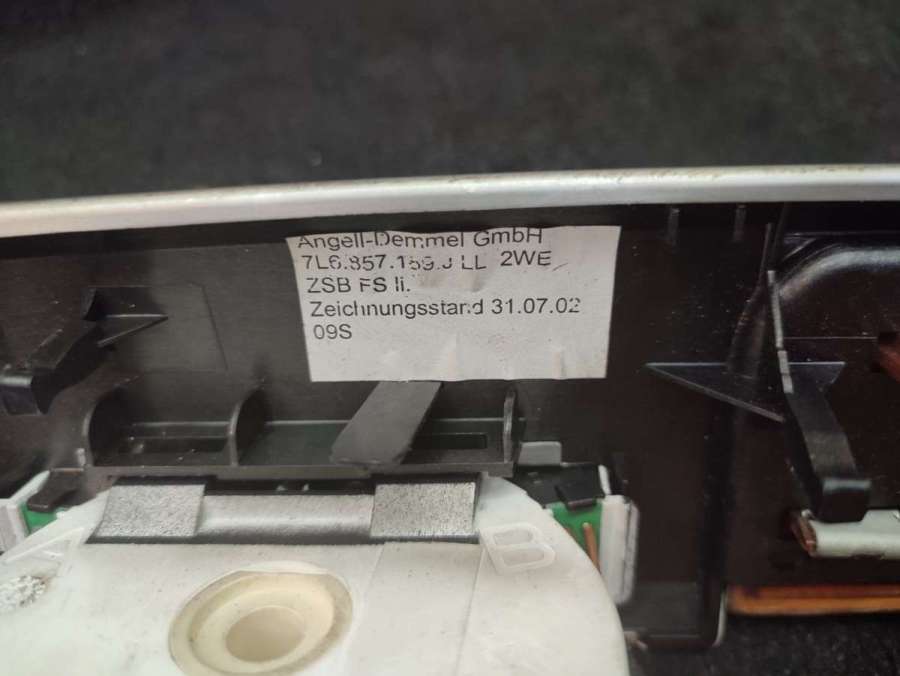 Angell-Demmel GmbH
7L6.857.159.J LL 2WE
ZSB FS li.
Zeichnungsstand 31.07.02
09S
B